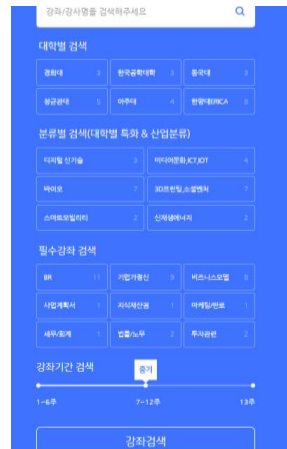 강좌/강사명을 검색해주세요
대학별 검색
경희대 3 한국공학대학 3 동국대 3
성균관대 5 아주대 4 한양대ERICA 8
분류별 검색(대학별 특화 & 산업분류)
디지털 신기술 3 미디어문화,ICT,IOT 4
바이오 7 3D프린팅,소셜벤처 7
스마트모빌리티 2 신재생에너지 2
필수강좌 검색
BR 11 기업가정신 9 비즈니스모델 8
사업계획서 1 지식재산권 1 마케팅/판로 1
세무/회계 1 법률/노무 2 투자관련 2
강좌기간 검색
중기
1~6주 7~12주 13주
강좌검색